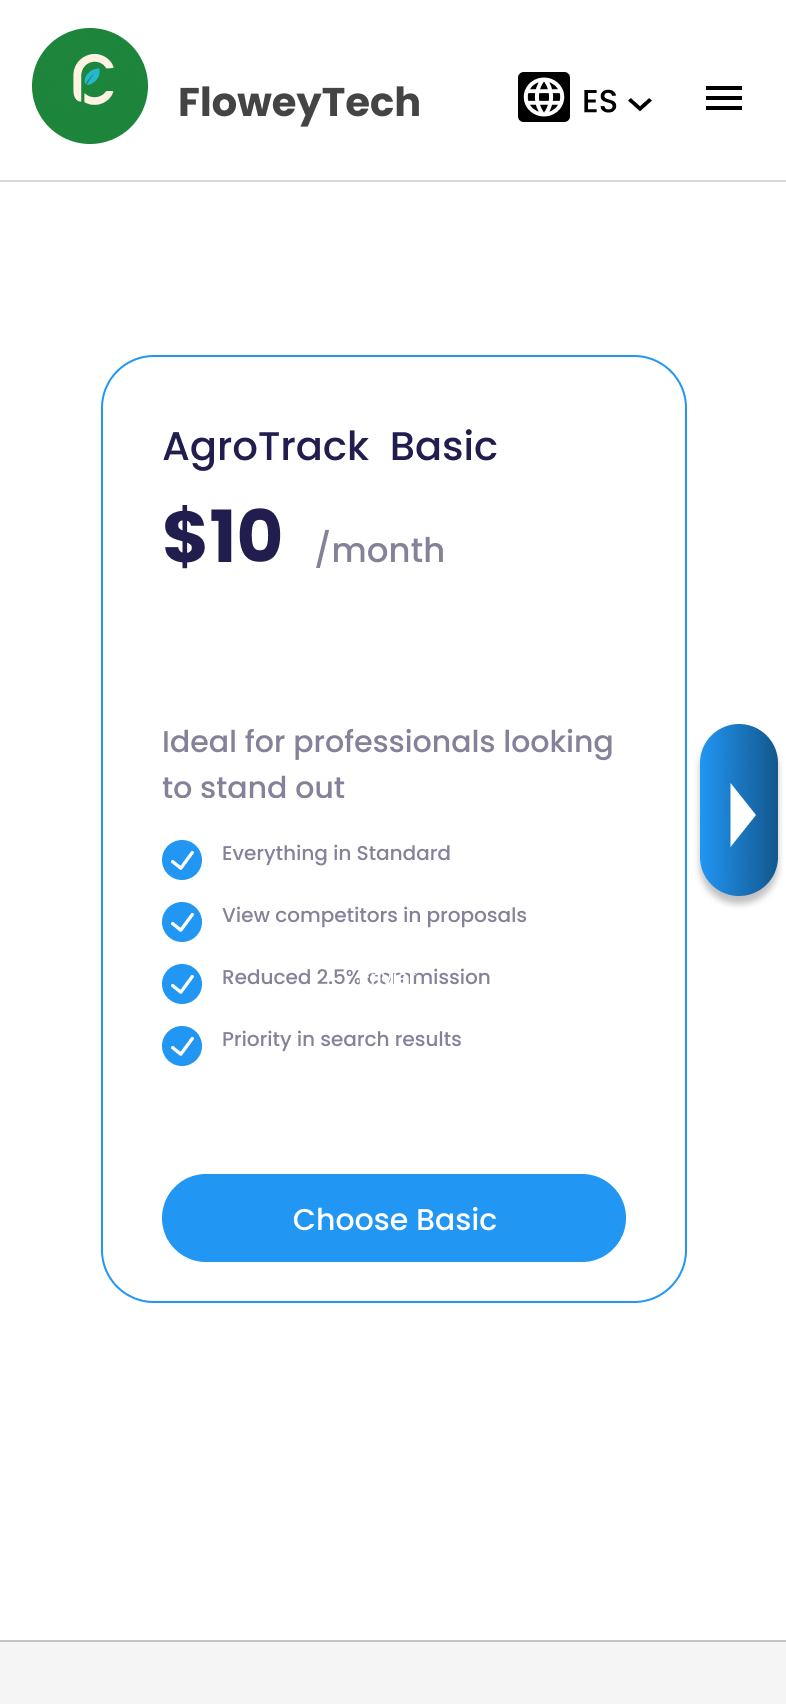 FloweyTech
ES
AgroTrack Basic
$10 /month
Ideal for professionals looking
to stand out
Everything in Standard
View competitors in proposals
Reduced 2.5%
Priority in search results
Choose Basic